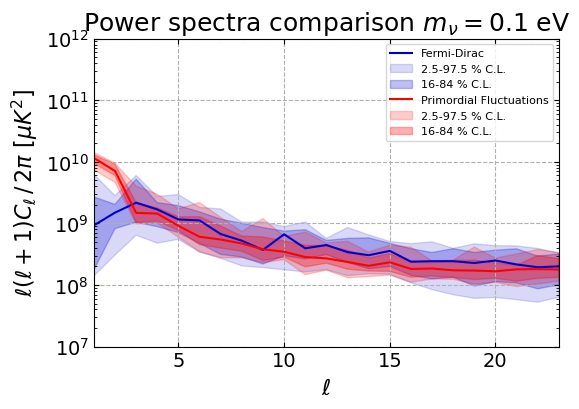 Power spectra comparison $m_\nu = 0.1$ eV
$\ell(\ell + 1)C_\ell \, / \, 2\pi \; [\mu K^2]$
$10^{12}$
$10^{11}$
$10^{10}$
$10^9$
$10^8$
$10^7$
Fermi-Dirac
2.5-97.5 % C.L.
16-84 % C.L.
Primordial Fluctuations
2.5-97.5 % C.L.
16-84 % C.L.
5 10 15 20
$\ell$